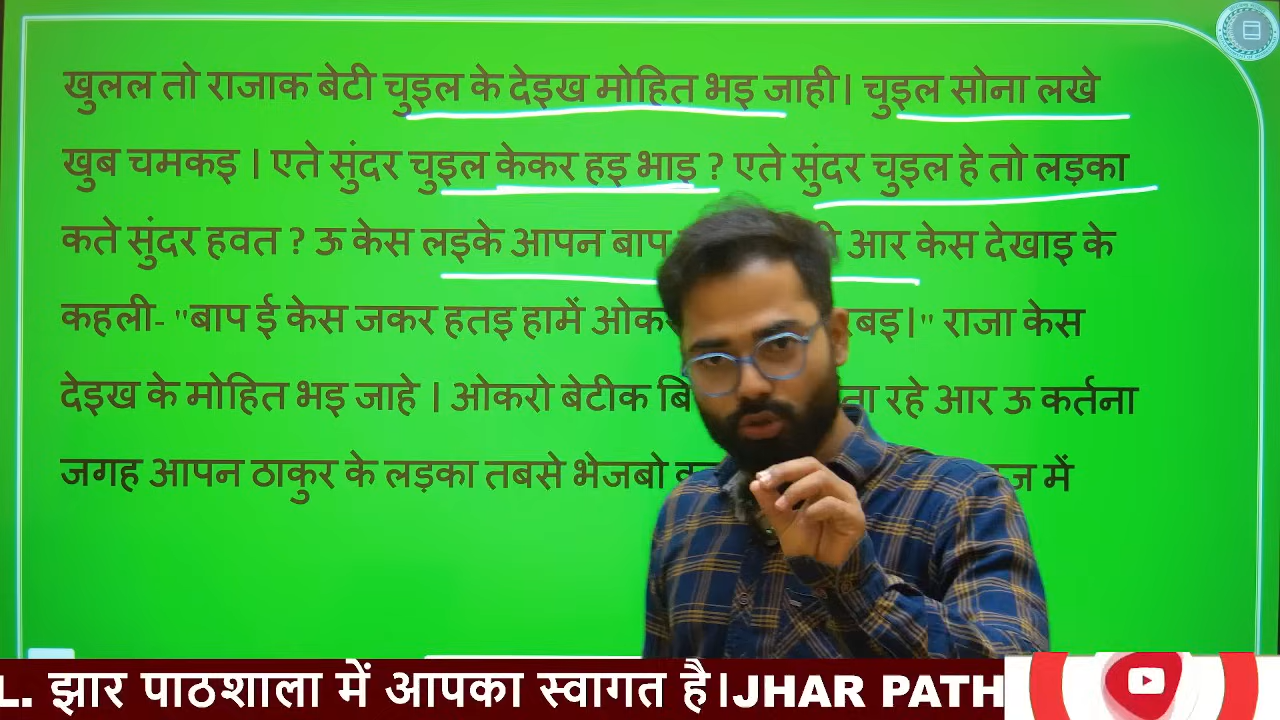 खुलल तो राजाक बेटी चुइल के देइख मोहित भइ जाही। चुइल सोना लखे
खुब चमकइ । एते सुंदर चुइल केकर हइ भाइ ? एते सुंदर चुइल हे तो लड़का
कते सुंदर हवत ? ऊ केस लइके आपन बाप आर केस देखाइ के
कहली- "बाप ई केस जकर हतइ हामें राजा केस
देइख के मोहित भइ जाहे । ओकरो बेटीक रहे आर ऊ कर्तना
जगह आपन ठाकुर के लड़का तबसे भेजबो में
L. झार पाठशाला में आपका स्वागत है।JHAR PATH